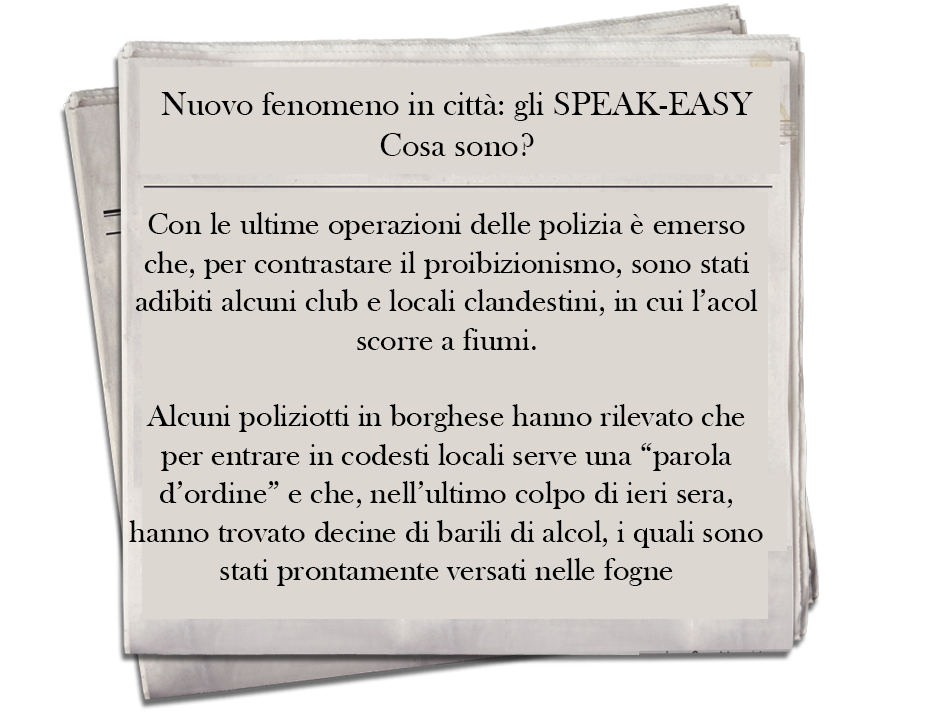 Nuovo fenomeno in città: gli SPEAK-EASY
Cosa sono?
Con le ultime operazioni delle polizia è emerso
che, per contrastare il proibizionismo, sono stati
adibiti alcuni club e locali clandestini, in cui l’acol
scorre a fiumi.
Alcuni poliziotti in borghese hanno rilevato che
per entrare in codesti locali serve una “parola
d’ordine” e che, nell’ultimo colpo di ieri sera,
hanno trovato decine di barili di alcol, i quali sono
stati prontamente versati nelle fogne